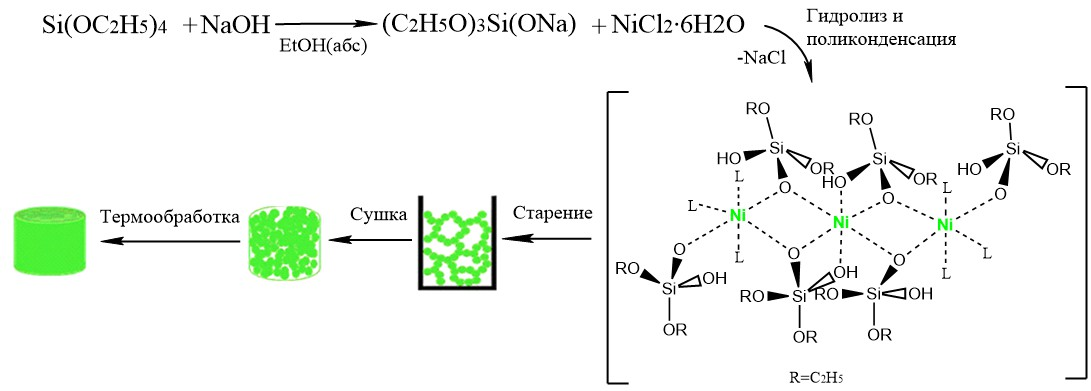 Si(OC2H5)4 +NaOH EtOH(абс) (C2H5O)3Si(ONa) +NiCl2·6H2O
Гидролиз и
поликонденсация
-NaCl
RO RO RO
Si OR Si OR Si OR
HO HO HO
L L
O O O
L Ni Ni Ni
L L L
O O O
RO OH RO OH RO OH
Si Si Si
OR OR OR
R=C2H5
Старение
Сушка
Термообработка